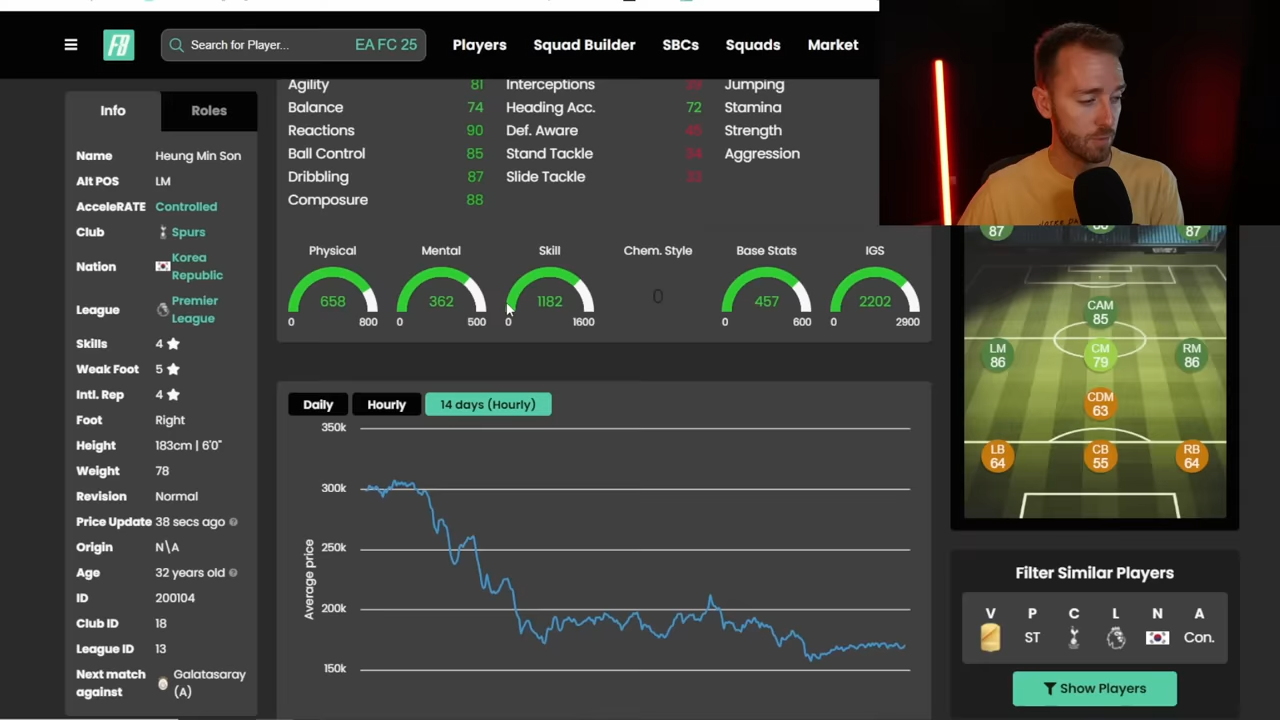 Search for Player...
EA FC 25
Players
Squad Builder
SBCs
Squads
Market
Info
Roles
Name Heung Min Son
Alt POS LM
AcceleRATE Controlled
Club Spurs
Nation Korea
Republic
League Premier
League
Skills 4
Weak Foot 5
Intl. Rep 4
Foot Right
Height 183cm | 6'0"
Weight 78
Revision Normal
Price Update 38 secs ago
Origin N\A
Age 32 years old
ID 200104
Club ID 18
League ID 13
Next match Galatasaray
against (A)
Agility 81
Balance 74
Reactions 90
Ball Control 85
Dribbling 87
Composure 88
Interceptions
Heading Acc. 72
Def. Aware
Stand Tackle
Slide Tackle
Jumping
Stamina
Strength
Aggression
Physical
658
0 800
Mental
362
0 500
Skill
1182
0 1600
Chem. Style
0
Base Stats
457
0 600
IGS
2202
0 2900
Daily
Hourly
14 days (Hourly)
Average price
350k
300k
250k
200k
150k
87
87
CAM
85
LM
86
CM
79
RM
86
CDM
63
LB
64
CB
55
RB
64
Filter Similar Players
V P C L N A
ST Con.
Show Players